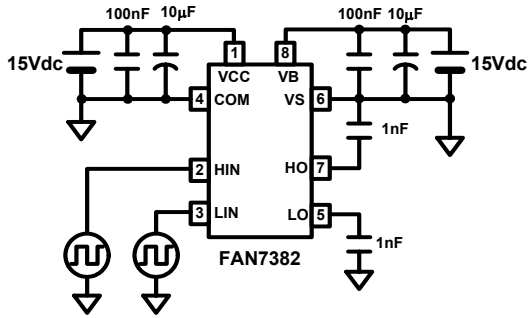 100nF 10µF 100nF 10µF
1 8
15Vdc VCC VB 15Vdc
4 COM VS 6
1nF
2 HIN HO 7
3 LIN LO 5
1nF
FAN7382